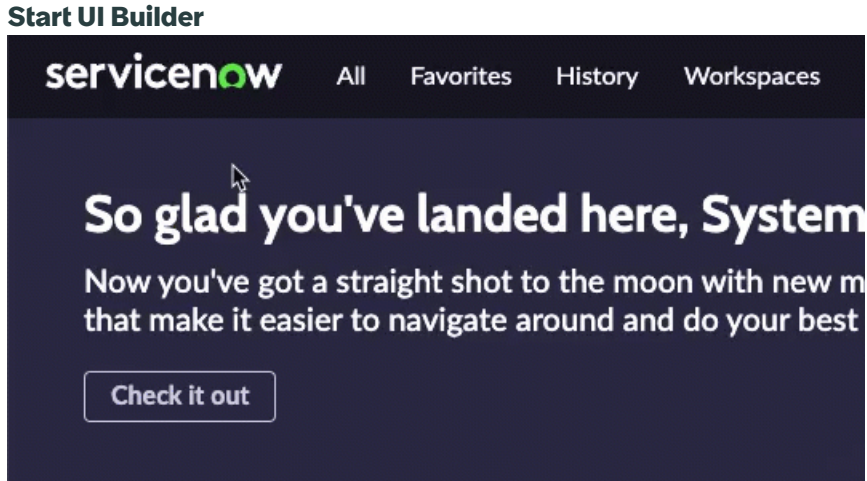 Start UI Builder
servicenow All Favorites History Workspaces
So glad you've landed here, System
Now you've got a straight shot to the moon with new m
that make it easier to navigate around and do your best
Check it out